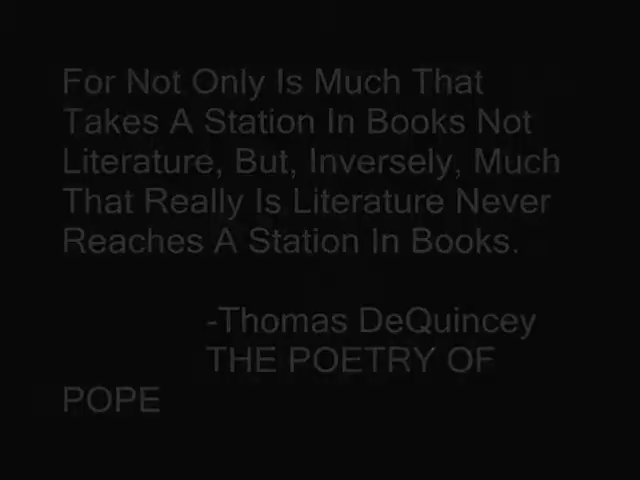 For Not Only Is Much That
Takes A Station In Books Not
Literature, But, Inversely, Much
That Really Is Literature Never
Reaches A Station In Books.
-Thomas DeQuincey
THE POETRY OF
POPE